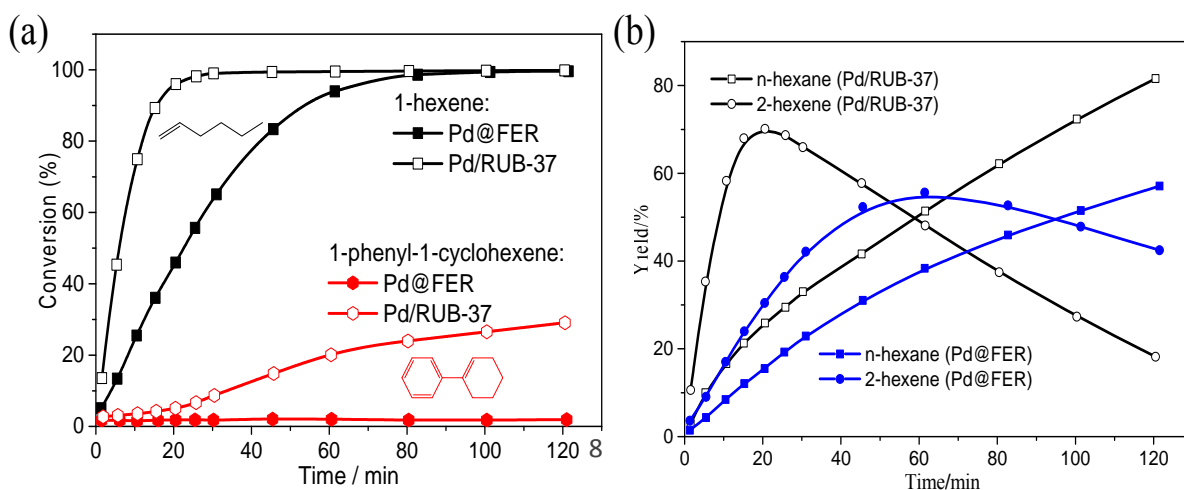 (a)
100
80
60
40
20
0
Conversion (%)
1-hexene:
Pd@FER
Pd/RUB-37
1-phenyl-1-cyclohexene:
Pd@FER
Pd/RUB-37
0 20 40 60 80 100 120 8
Time / min
(b)
80
60
40
20
0
Yield/%
n-hexane (Pd/RUB-37)
2-hexene (Pd/RUB-37)
n-hexane (Pd@FER)
2-hexene (Pd@FER)
0 20 40 60 80 100 120
Time/min